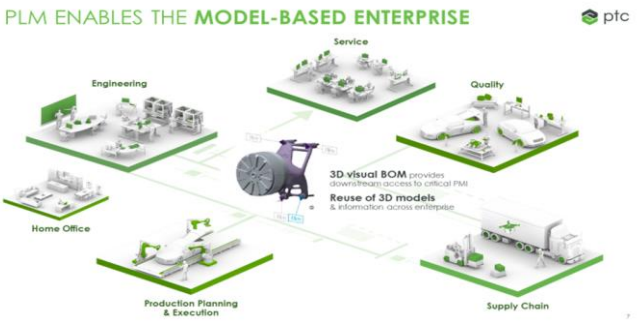 PLM ENABLES THE MODEL-BASED ENTERPRISE
ptc
Service
Engineering
Quality
3D visual BOM provides
downstream access to critical PMI
Reuse of 3D models
& information across enterprise
Home Office
Production Planning
& Execution
Supply Chain
7